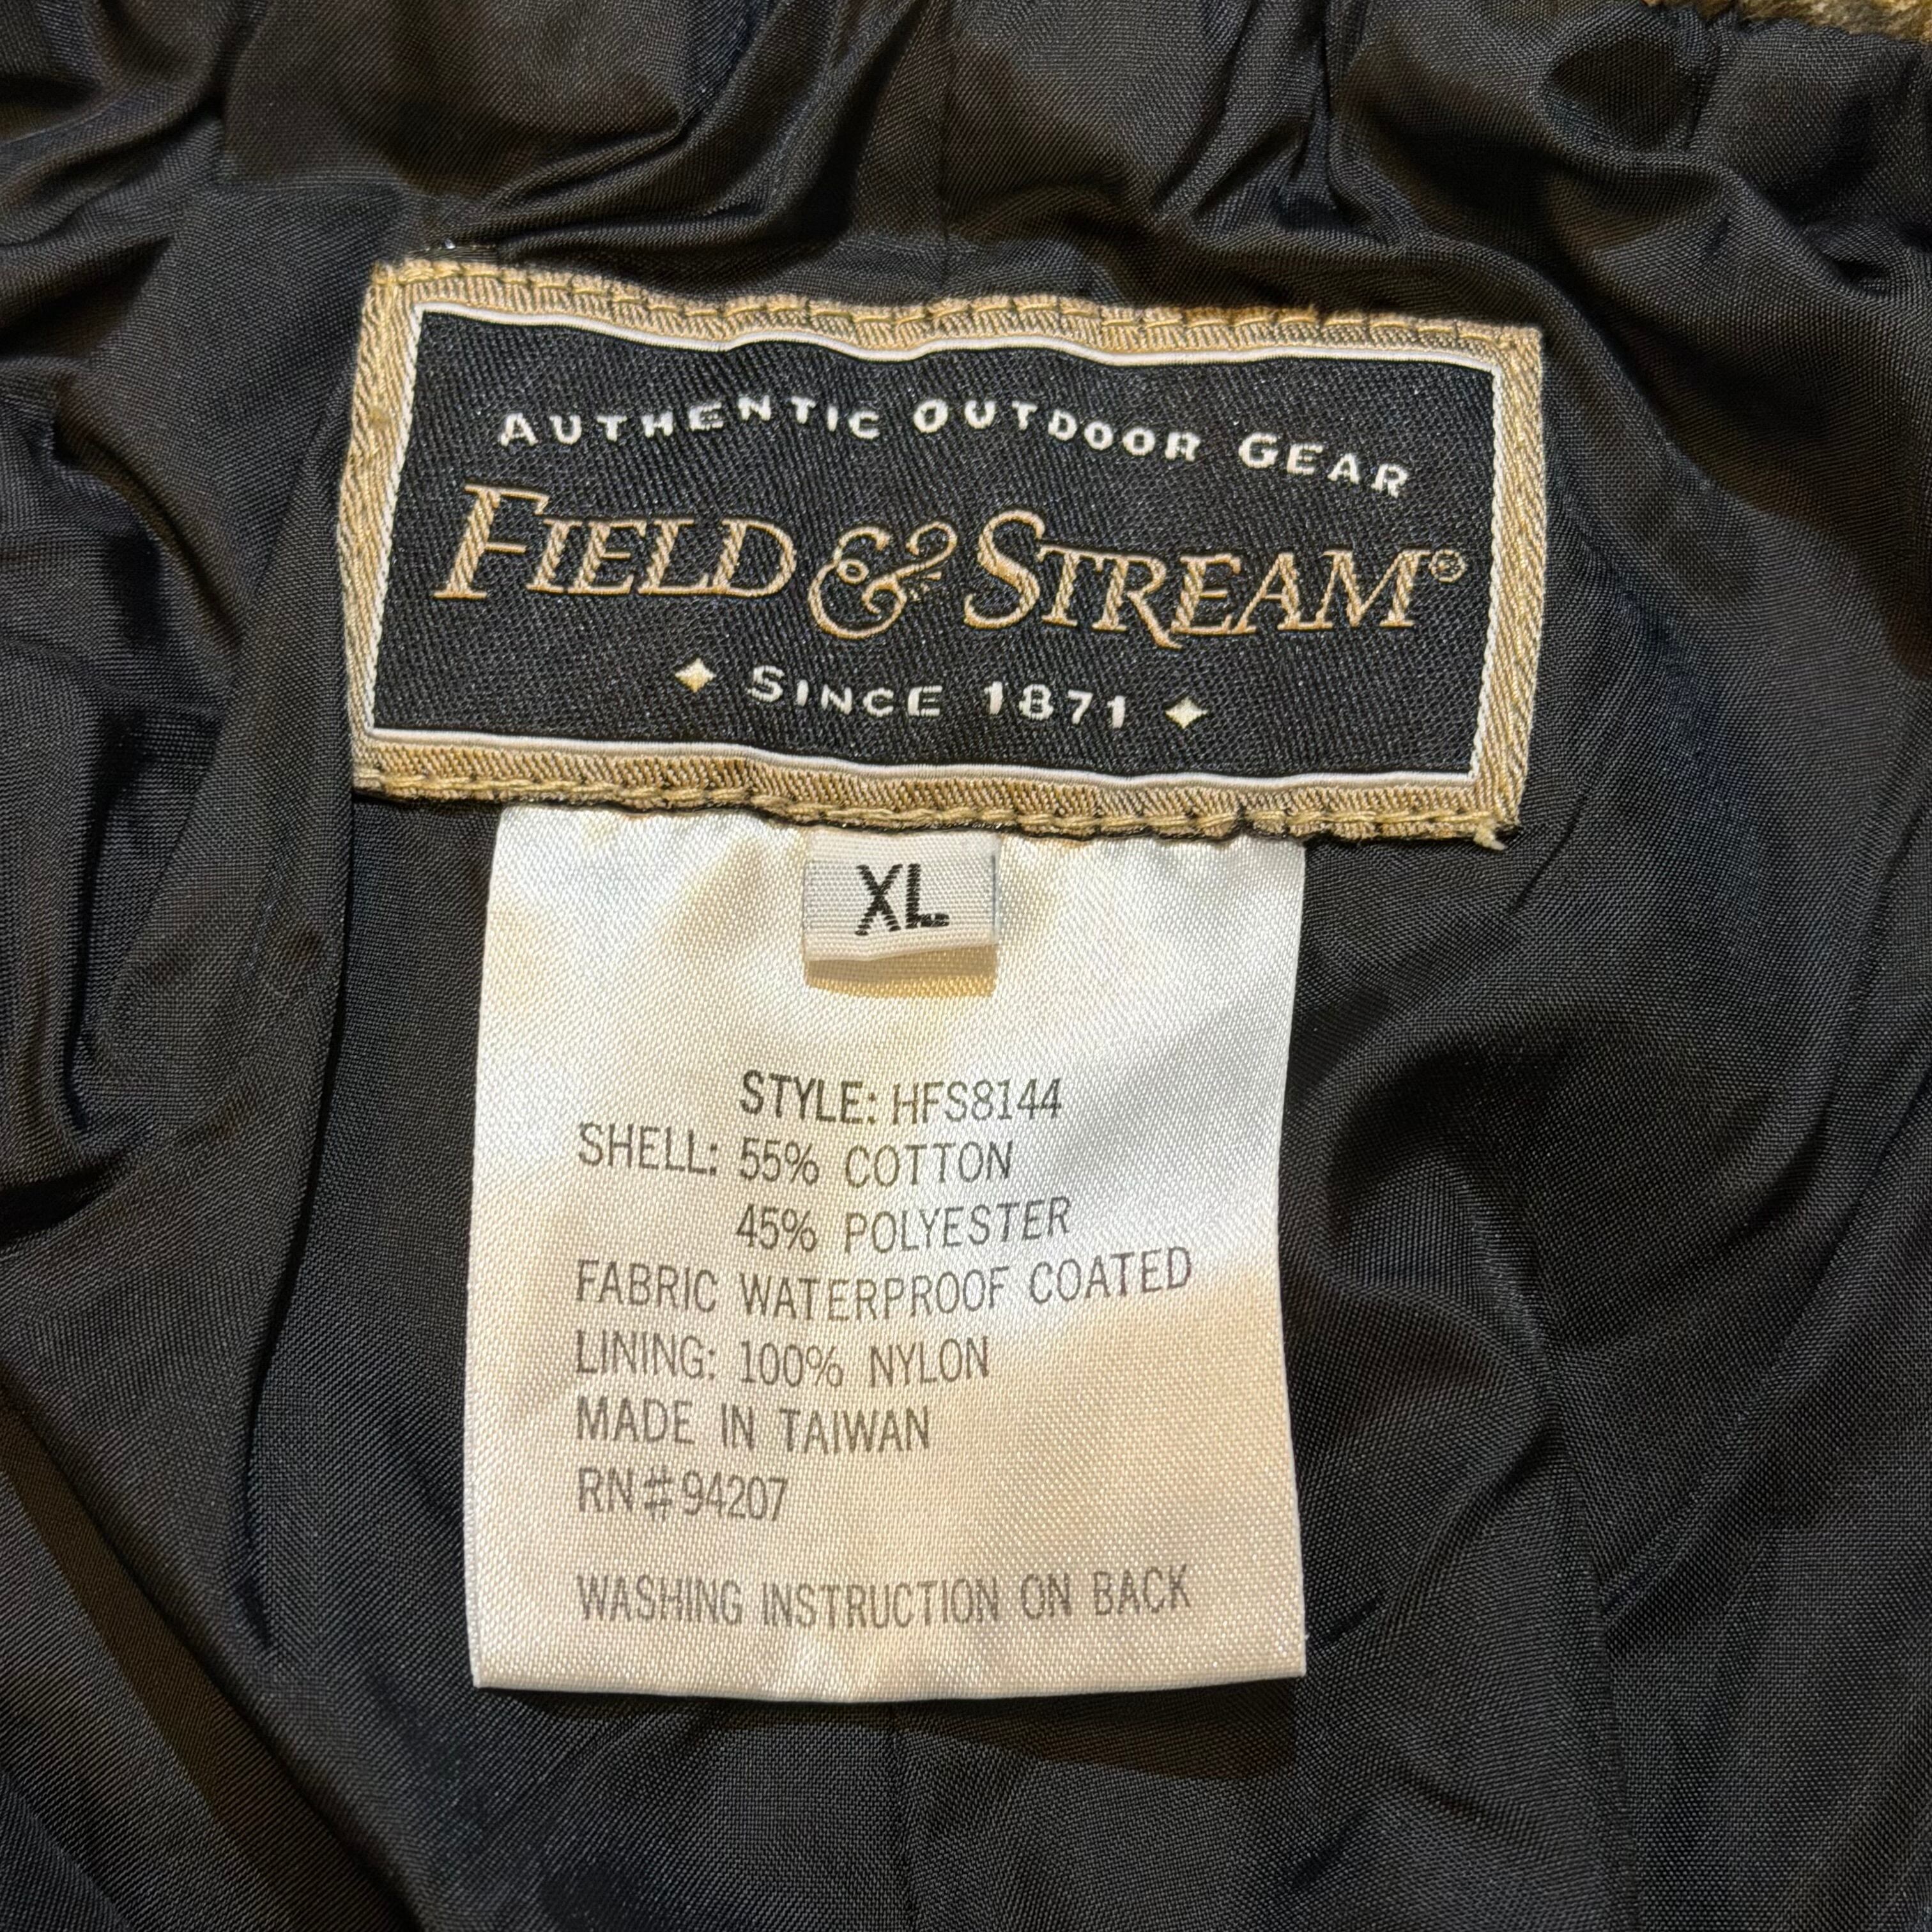 AUTHENTIC OUTDOOR GEAR
FIELD & STREAM®
SINCE 1871
XL
STYLE: HFS8144
SHELL: 55% COTTON
45% POLYESTER
FABRIC WATERPROOF COATED
LINING: 100% NYLON
MADE IN TAIWAN
RN#94207
WASHING INSTRUCTION ON BACK